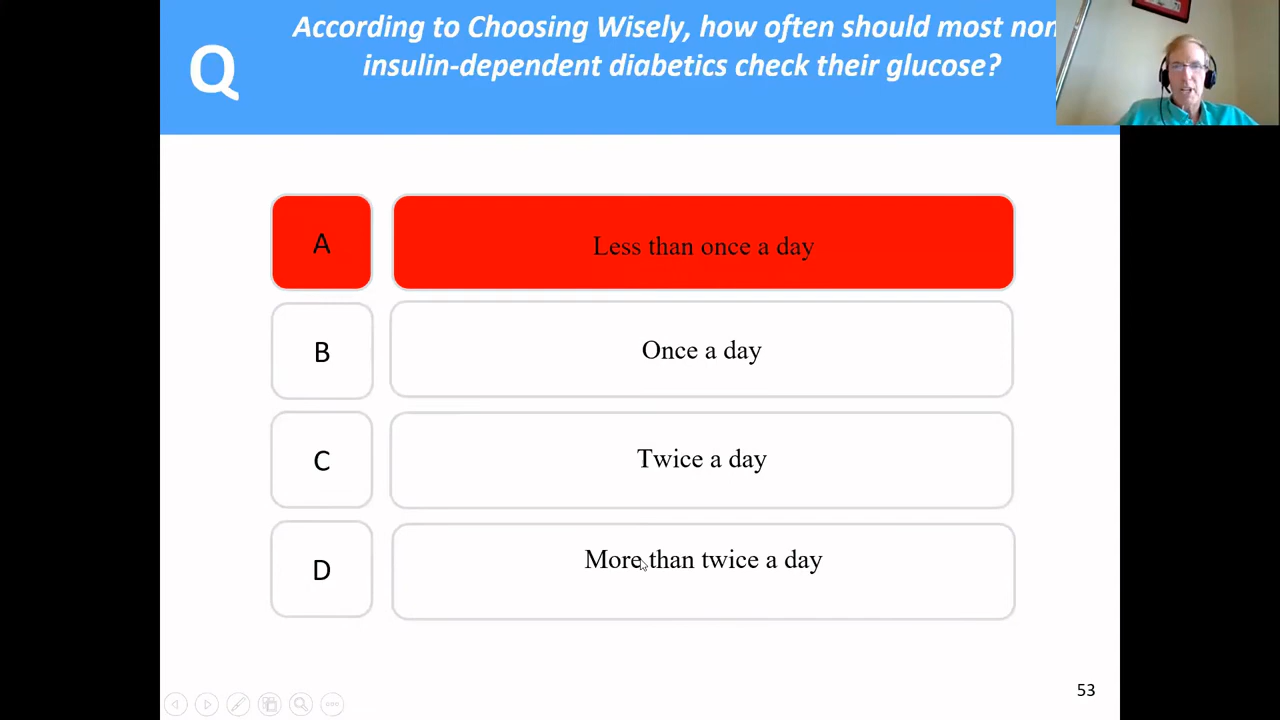 According to Choosing Wisely, how often should most non
insulin-dependent diabetics check their glucose?
Q
A
Less than once a day
B
Once a day
C
Twice a day
D
More than twice a day
53